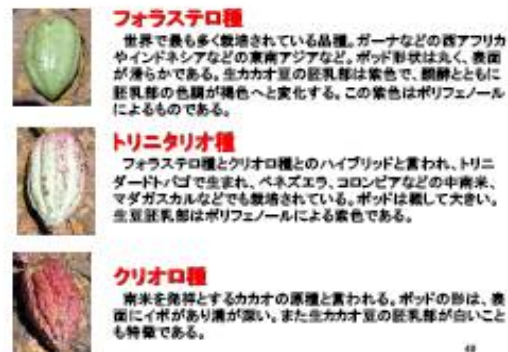 フォラステロ種
世界で最も多く栽培されている品種。ガーナなどの西アフリカ
やインドネシアなどの東南アジアなど。ポッド形状は丸く、表面
が滑らかである。生カカオ豆の胚乳部は紫色で、醗酵とともに
胚乳部の色調が褐色へと変化する。この紫色はポリフェノール
によるものである。
トリニタリオ種
フォラステロ種とクリオロ種とのハイブリッドと言われ、トリニ
ダードトバゴで生まれ、ベネズエラ、コロンビアなどの中南米、
マダガスカルなどでも栽培されている。ポッドは概して大きい。
生豆胚乳部はポリフェノールによる紫色である。
クリオロ種
南米を発祥とするカカオの原種と言われる。ポッドの形は、表
面にイボがあり溝が深い。また生カカオ豆の胚乳部が白いこと
も特徴である。